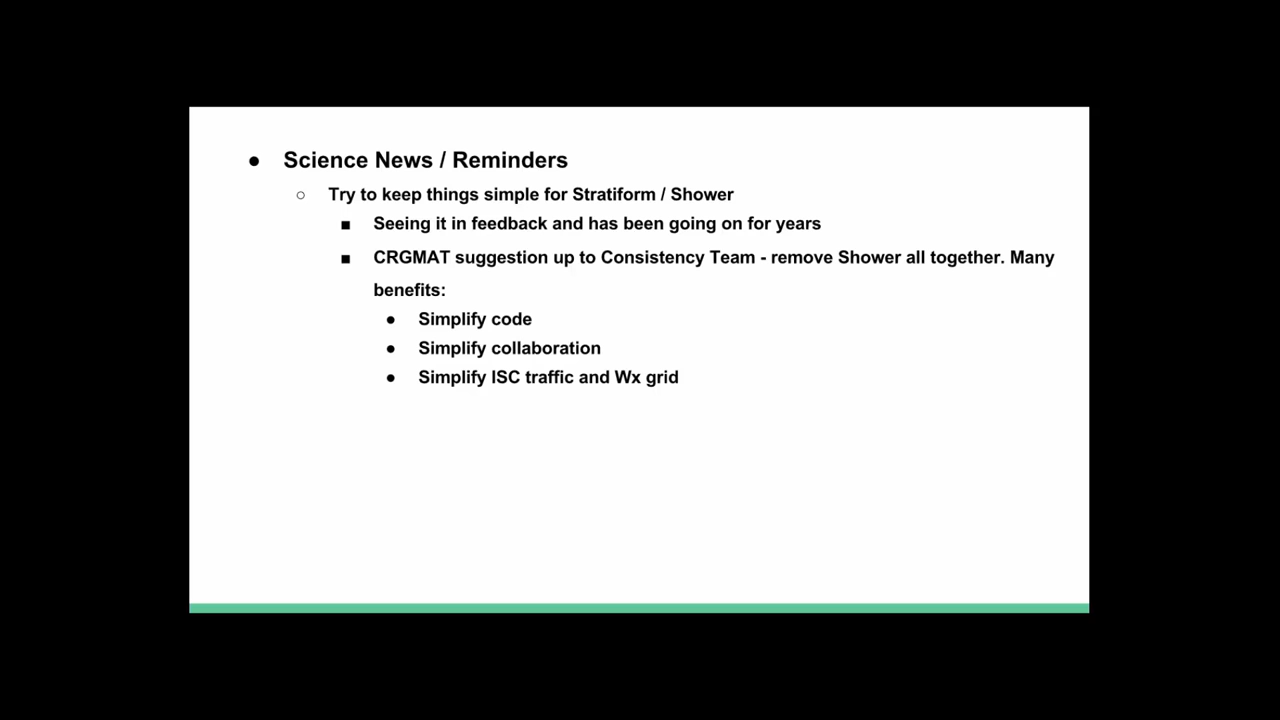 ● Science News / Reminders
○ Try to keep things simple for Stratiform / Shower
■ Seeing it in feedback and has been going on for years
■ CRGMAT suggestion up to Consistency Team - remove Shower all together. Many
benefits:
● Simplify code
● Simplify collaboration
● Simplify ISC traffic and Wx grid